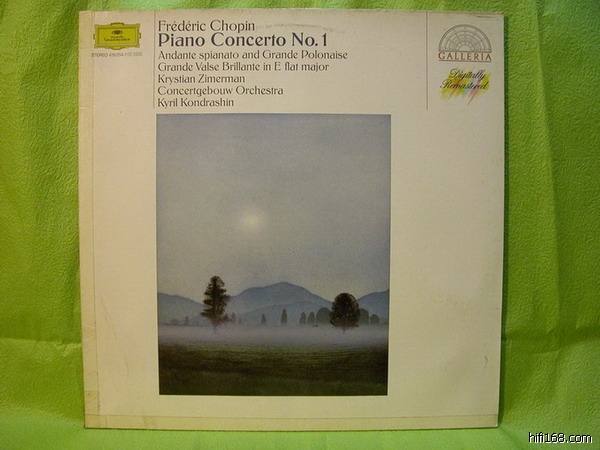 Frédéric Chopin
Piano Concerto No. 1
Andante spianato and Grande Polonaise
Grande Valse Brillante in E flat major
Krystian Zimerman
Concertgebouw Orchestra
Kyril Kondrashin
STEREO
GALLERIA
Digitally
Remastered
hifi168.com